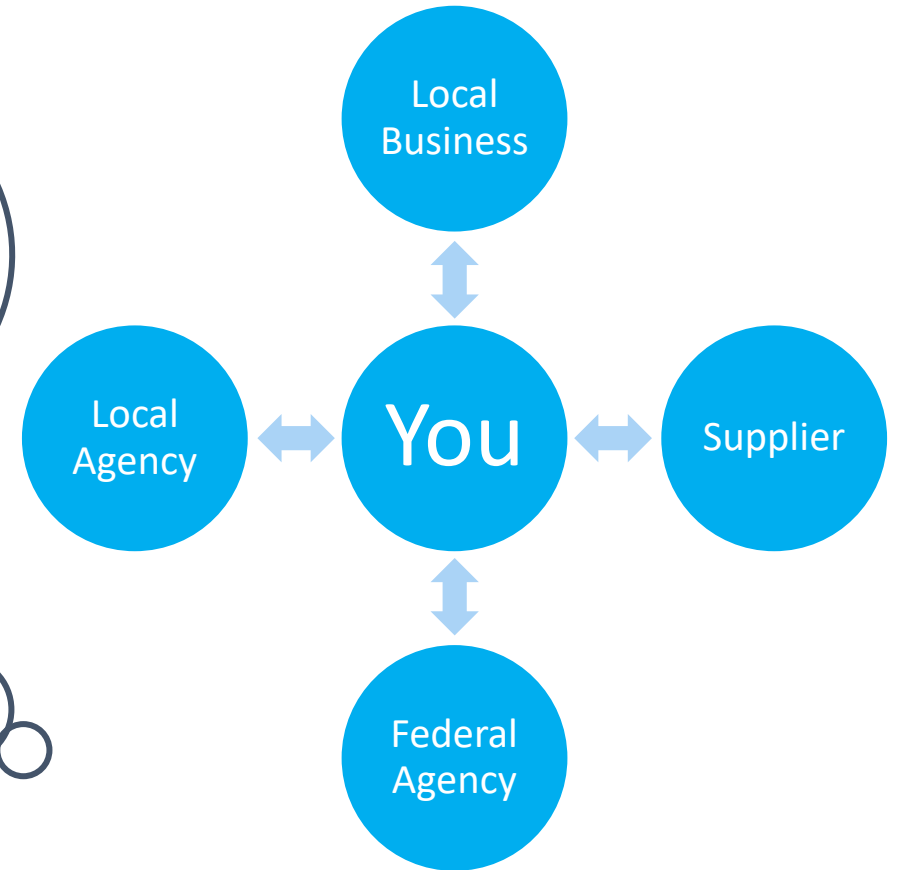 Local
Business
Local
Agency
You
Supplier
Federal
Agency